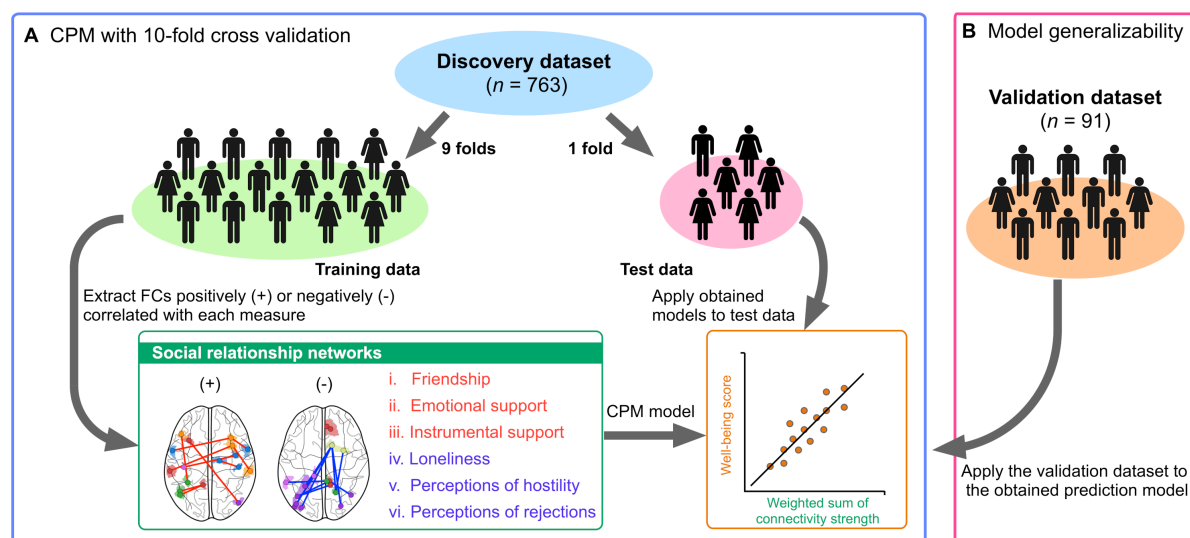 A CPM with 10-fold cross validation
Discovery dataset
(n = 763)
9 folds
1 fold
Training data
Test data
Extract FCs positively (+) or negatively (-)
correlated with each measure
Apply obtained
models to test data
Social relationship networks
(+)
(-)
i. Friendship
ii. Emotional support
iii. Instrumental support
iv. Loneliness
v. Perceptions of hostility
vi. Perceptions of rejections
CPM model
Well-being score
Weighted sum of
connectivity strength
B Model generalizability
Validation dataset
(n = 91)
Apply the validation dataset to
the obtained prediction model